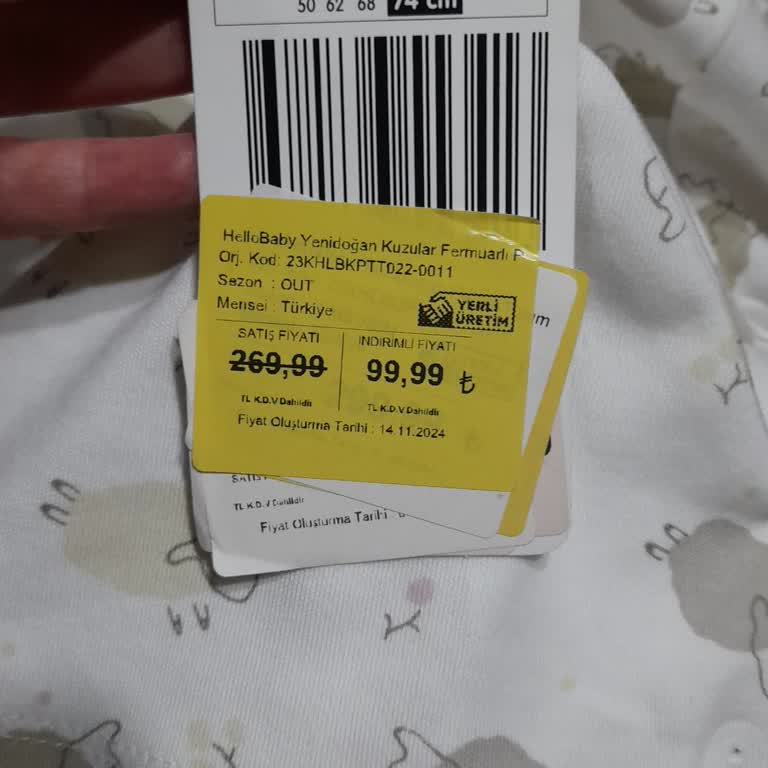 50 62 68 74 cm
HelloBaby Yenidoğan Kuzular Fermuarlı P
Orj. Kod: 23KHLBKPTT022-0011
Sezon : OUT
Menşei : Türkiye
YERLİ
ÜRETİM
SATIŞ FİYATI
269,99
TL K.D.V Dahildir
İNDİRİMLİ FİYATI
99,99 ₺
TL K.D.V Dahildir
Fiyat Oluşturma Tarihi : 14.11.2024
TL K.D.V Dahildir
Fiyat Oluşturma Tarihi :